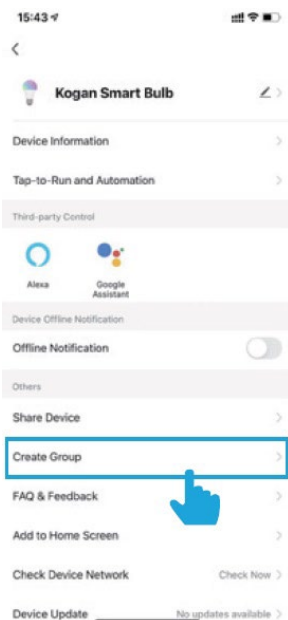 15:43
Kogan Smart Bulb
Device Information
Tap-to-Run and Automation
Third-party Control
Alexa
Google
Assistant
Device Offline Notification
Offline Notification
Others
Share Device
Create Group
FAQ & Feedback
Add to Home Screen
Check Device Network Check Now
Device Update No updates available